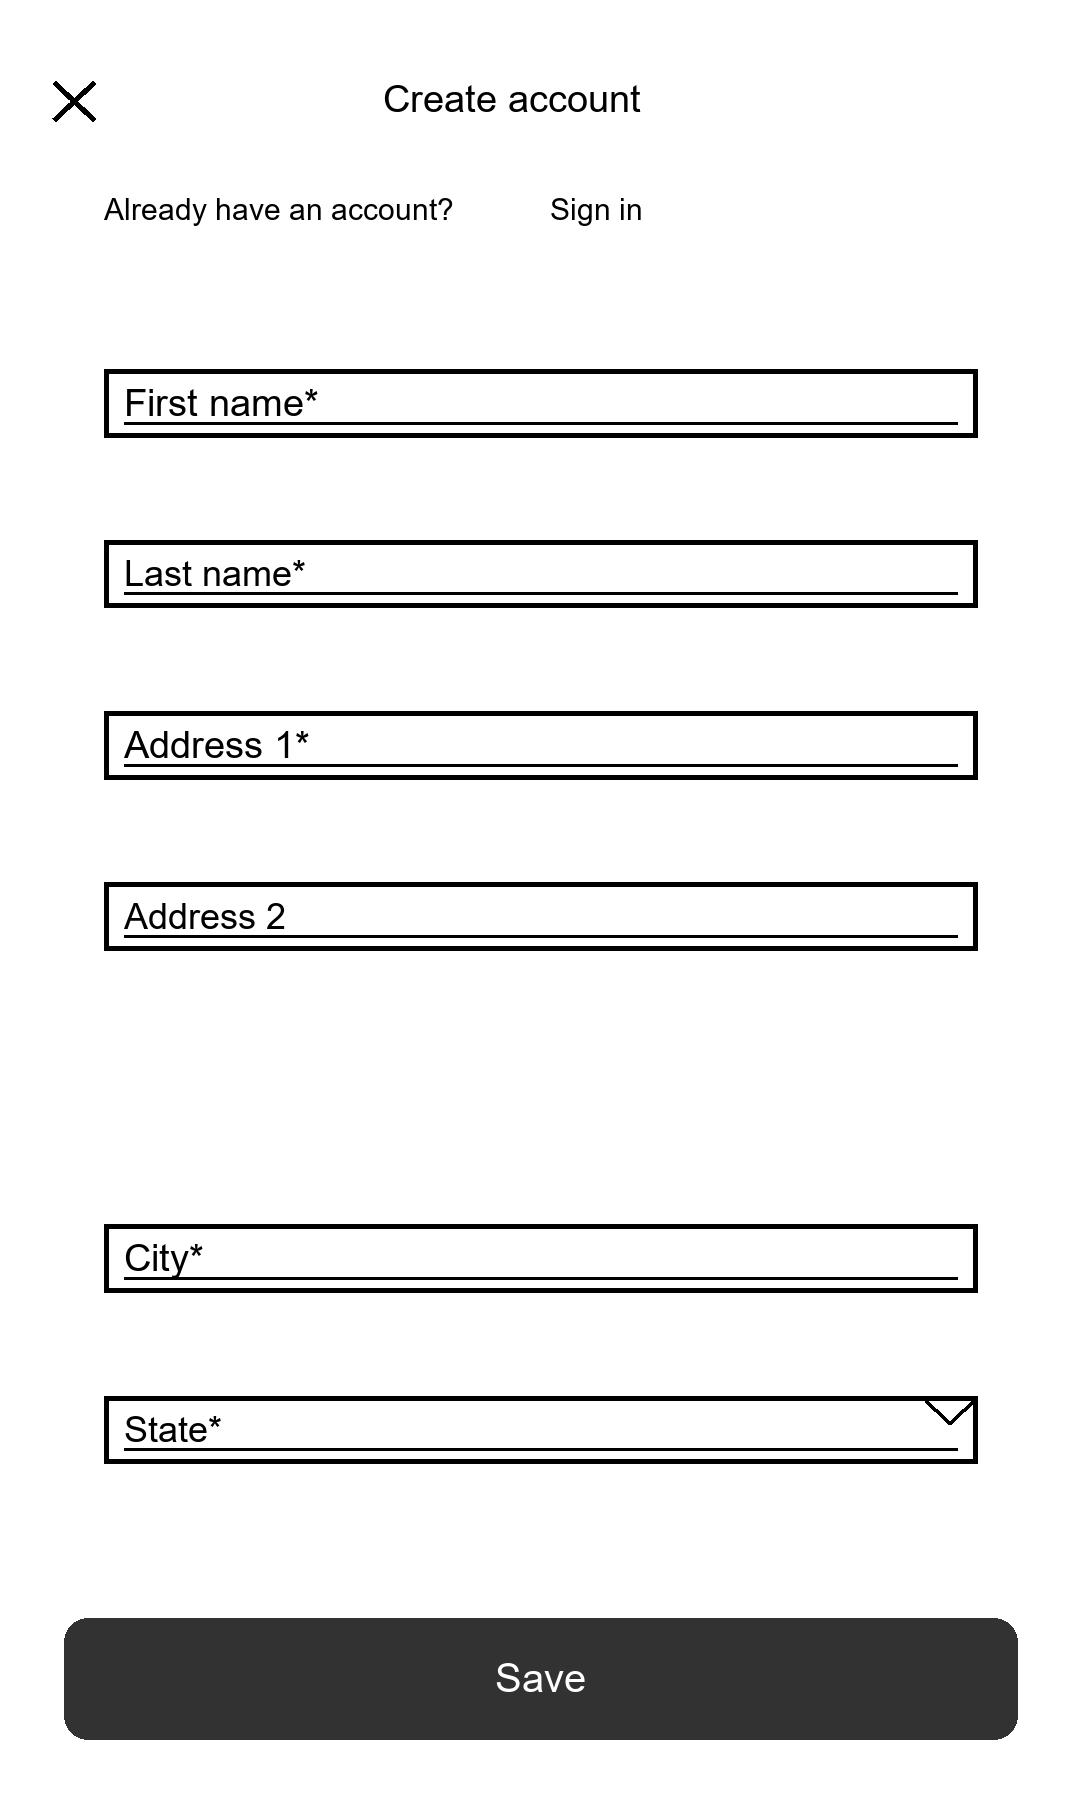 Create account
Already have an account? Sign in
First name*
Last name*
Address 1*
Address 2
City*
State*
Save